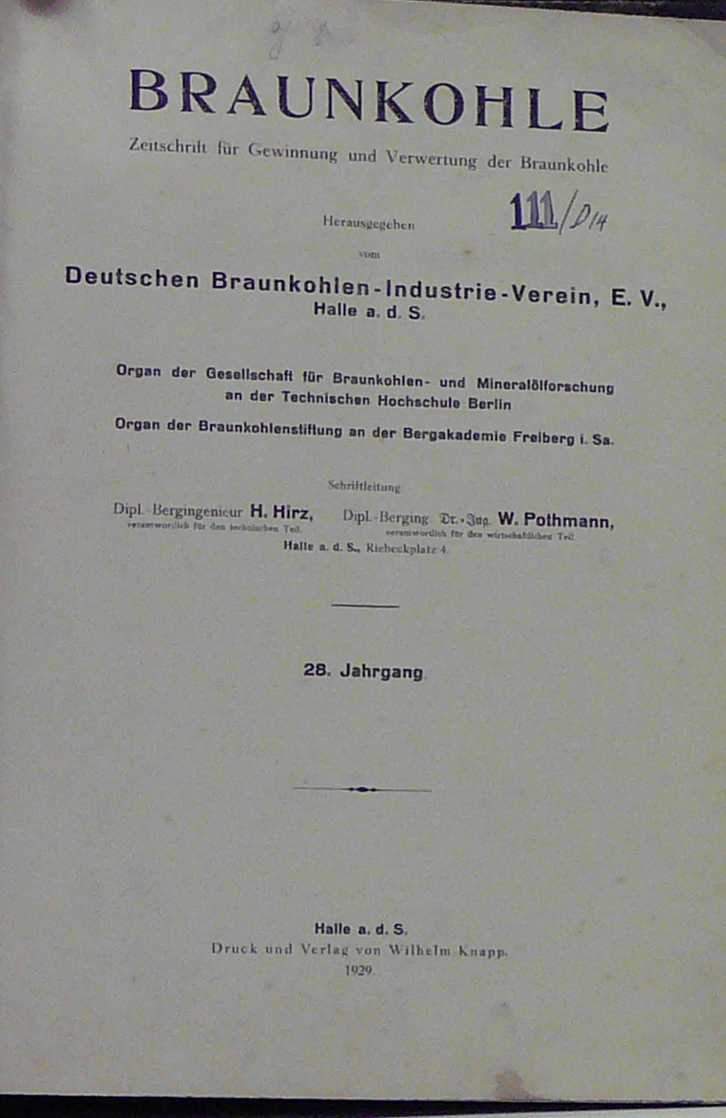 BRAUNKOHLE
Zeitschrift für Gewinnung und Verwertung der Braunkohle
111/D14
Herausgegeben
vom
Deutschen Braunkohlen-Industrie-Verein, E. V.,
Halle a. d. S.
Organ der Gesellschaft für Braunkohlen- und Mineralölforschung
an der Technischen Hochschule Berlin
Organ der Braunkohlenstiftung an der Bergakademie Freiberg i. Sa.
Schriftleitung
Dipl.-Bergingenieur H. Hirz, Dipl.-Berging. Dr.-Ing. W. Pothmann,
verantwortlich für den technischen Teil. verantwortlich für den wirtschaftlichen Teil.
Halle a. d. S., Riebeckplatz 4.
28. Jahrgang.
Halle a. d. S.
Druck und Verlag von Wilhelm Knapp.
1929.